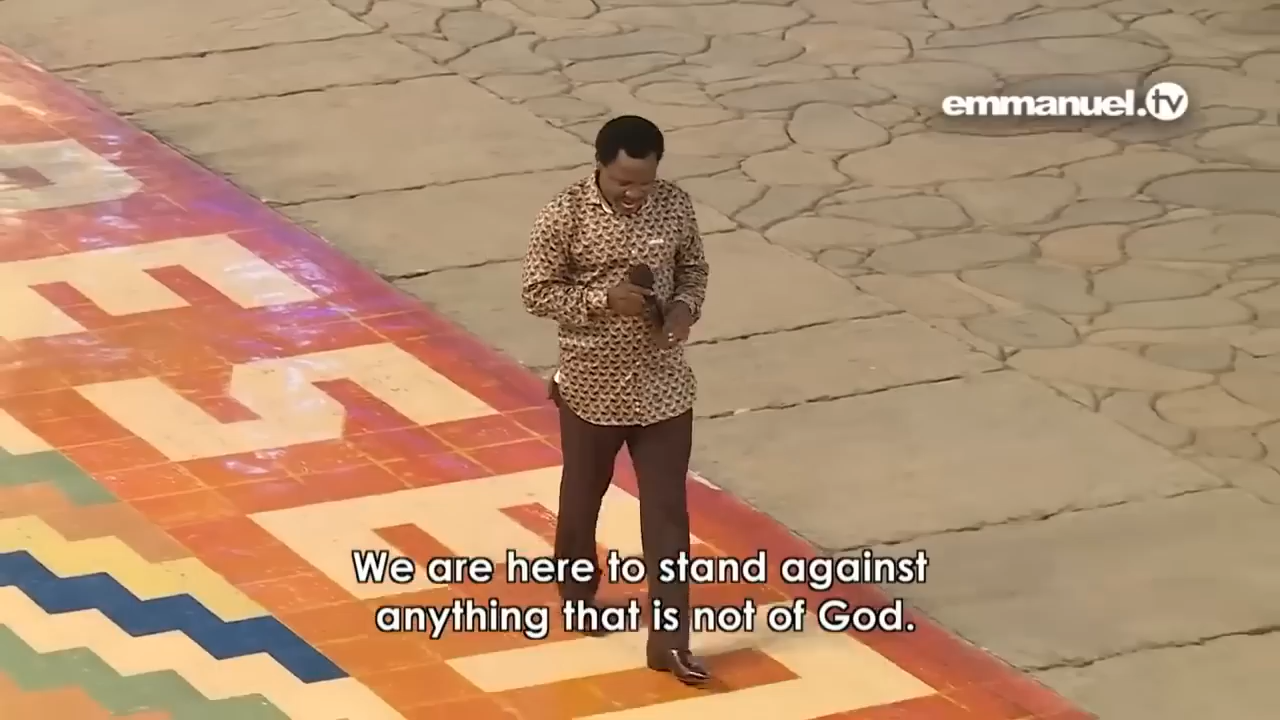 emmanuel.tv
We are here to stand against
anything that is not of God.